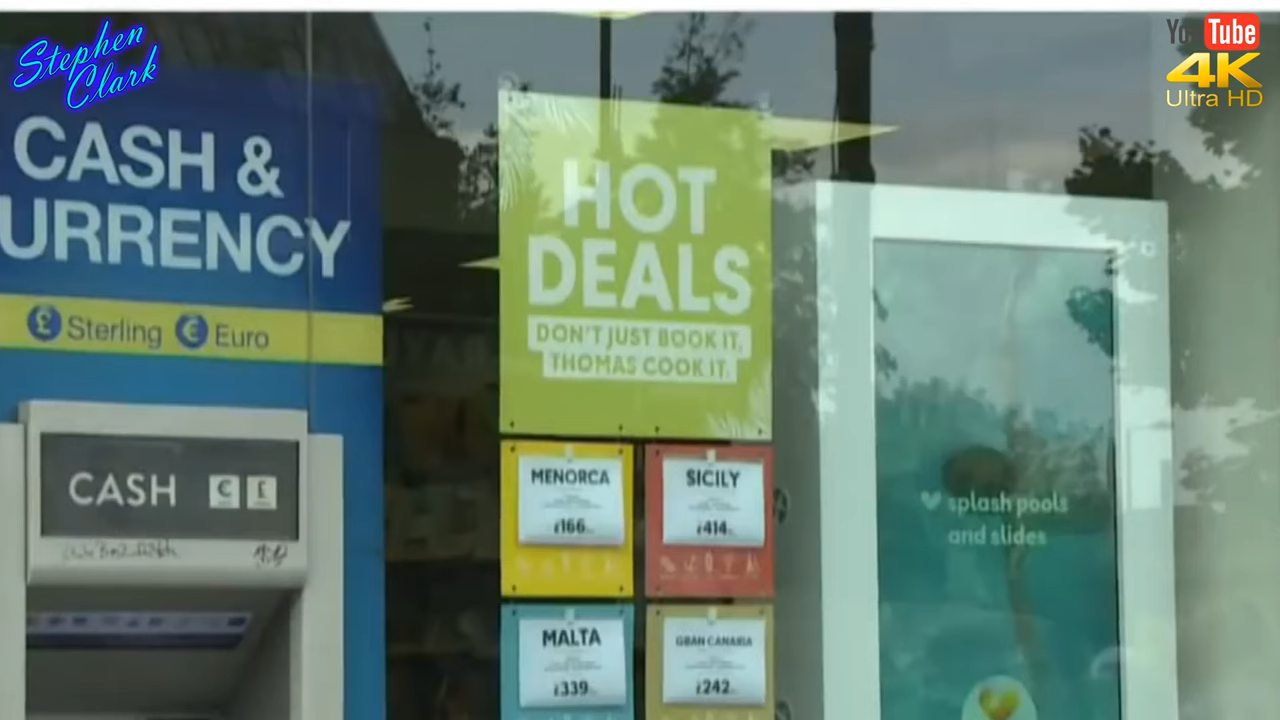 Stephen
Clark
YouTube
4K
Ultra HD
CASH &
URRENCY
£ Sterling € Euro
CASH € £
HOT
DEALS
DON'T JUST BOOK IT,
THOMAS COOK IT.
MENORCA
£166
SICILY
£414
MALTA
£339
GRAN CANARIA
£242
splash pools
and slides